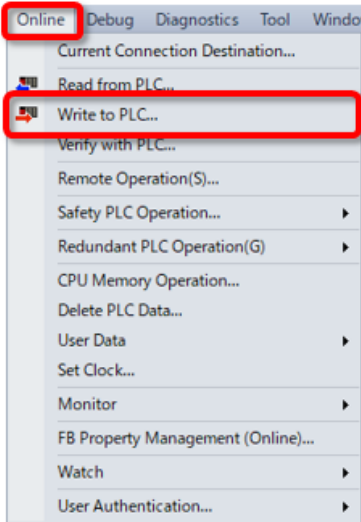 Online Debug Diagnostics Tool Windo
Current Connection Destination...
Read from PLC...
Write to PLC...
Verify with PLC...
Remote Operation(S)...
Safety PLC Operation...
Redundant PLC Operation(G)
CPU Memory Operation...
Delete PLC Data...
User Data
Set Clock...
Monitor
FB Property Management (Online)...
Watch
User Authentication...